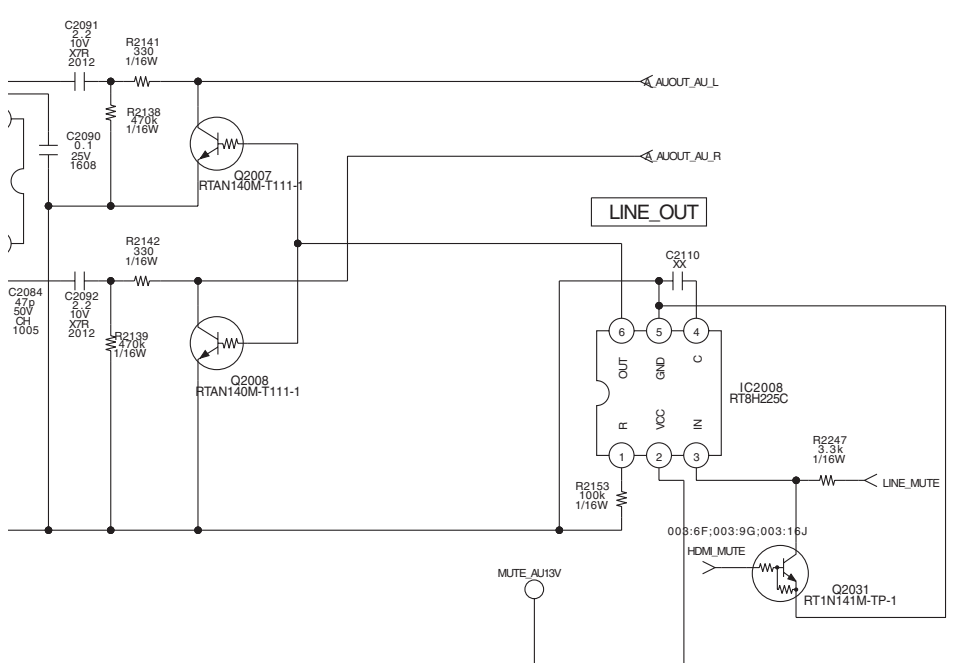 C2091
2.2
10V
X7R
2012
R2141
330
1/16W
A_AUOUT_AU_L
R2138
470k
1/16W
C2090
0.1
25V
1608
Q2007
RTAN140M-T111-1
A_AUOUT_AU_R
LINE_OUT
R2142
330
1/16W
C2110
XX
C2084
47p
50V
CH
1005
C2092
2.2
10V
X7R
2012
R2139
470k
1/16W
Q2008
RTAN140M-T111-1
6
5
4
OUT
GND
C
IC2008
RT8H225C
R
VCC
IN
1
2
3
R2153
100k
1/16W
R2247
3.3k
1/16W
LINE_MUTE
003:6F;003:9G;003:16J
HDMI_MUTE
Q2031
RT1N141M-TP-1
MUTE_AU13V